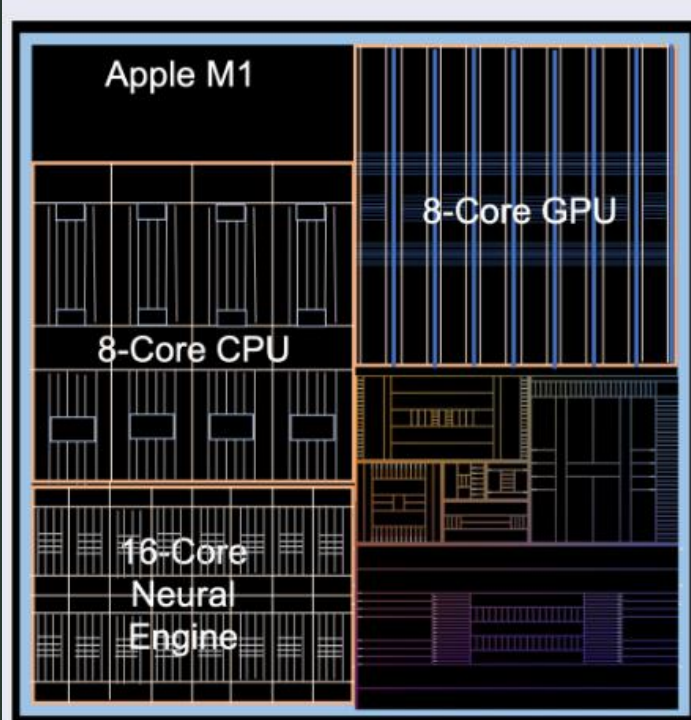 Apple M1
8-Core GPU
8-Core CPU
16-Core
Neural
Engine